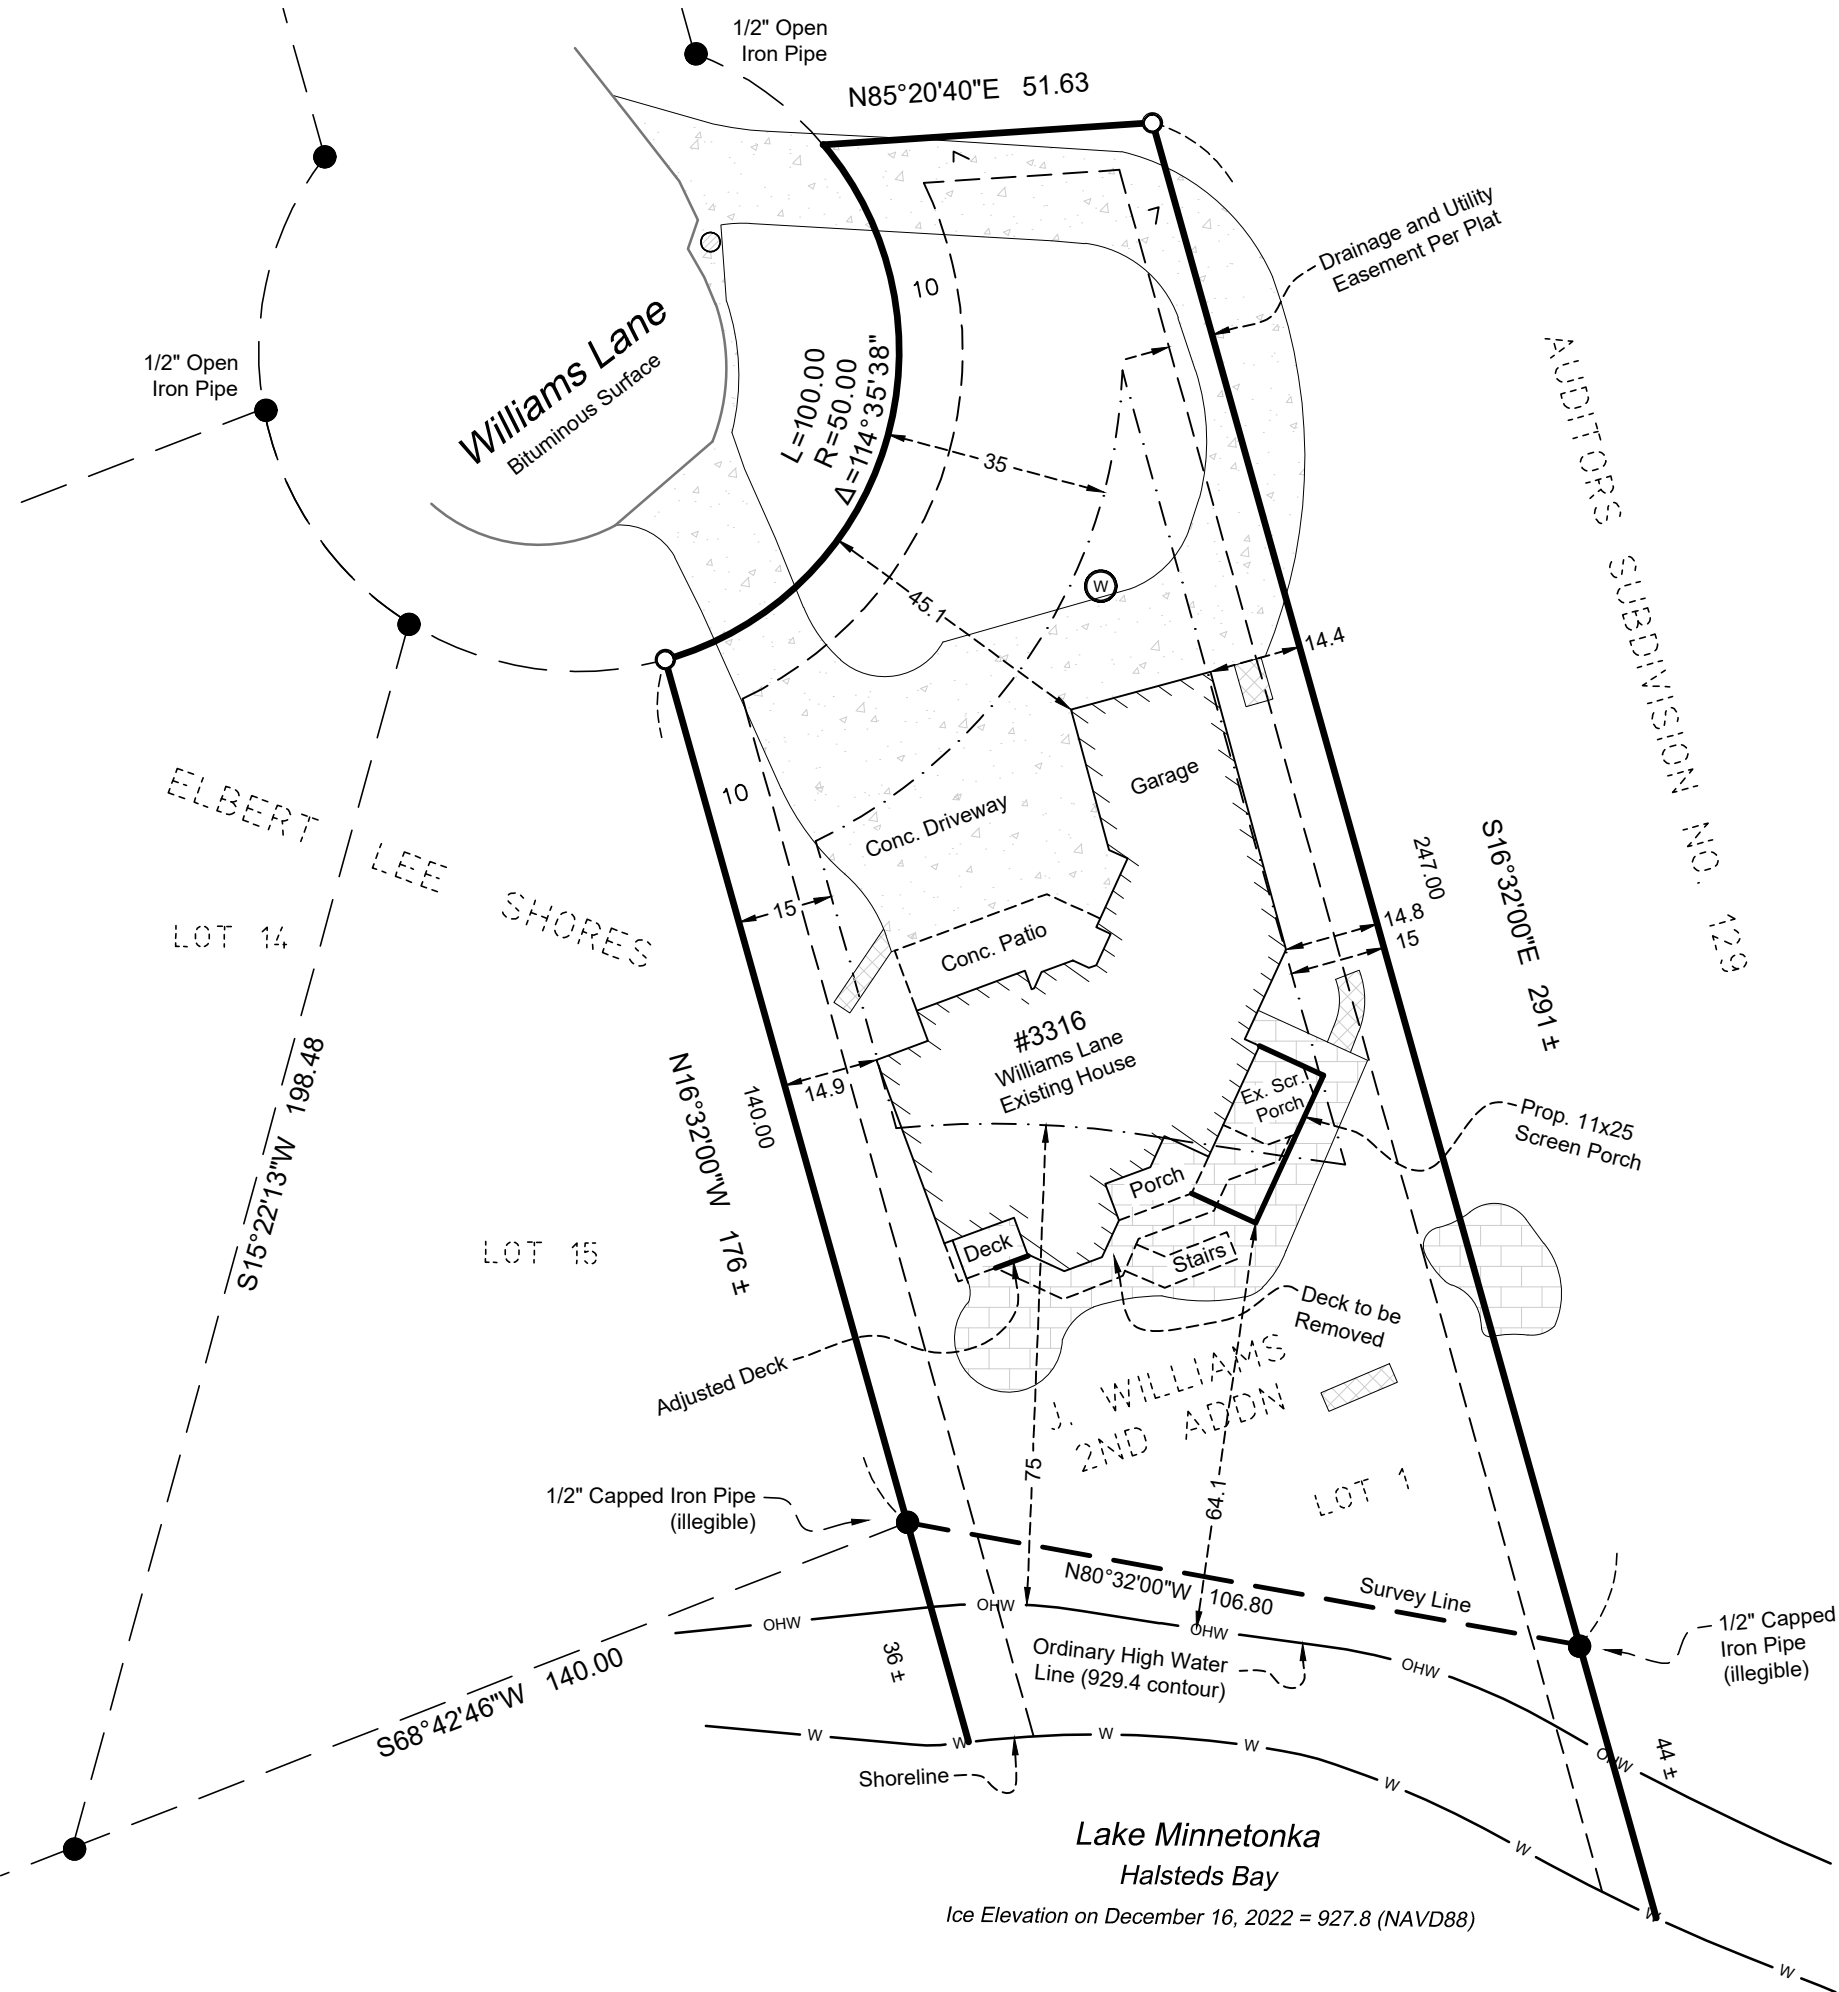 1/2" Open
Iron Pipe
N85°20'40"E 51.63
7
7
Drainage and Utility
Easement Per Plat
10
1/2" Open
Iron Pipe
Williams Lane
Bituminous Surface
L=100.00
R=50.00
Δ=114°35'38"
35
AUDITORS SUBDIVISION NO. 129
W
45.1
14.4
10
Garage
ELBERT LEE SHORES
Conc. Driveway
247.00
S16°32'00"E 291±
15
14.8
15
LOT 14
Conc. Patio
#3316
Williams Lane
Existing House
S15°22'13"W 198.48
N16°32'00"W 176±
140.00
14.9
Ex. Scr.
Porch
Prop. 11x25
Screen Porch
Porch
LOT 15
Deck
Stairs
Deck to be
Removed
Adjusted Deck
J. WILLIAMS
2ND ADDN
LOT 1
75
64.1
1/2" Capped Iron Pipe
(illegible)
N80°32'00"W 106.80
Survey Line
OHW
OHW
OHW
OHW
OHW
1/2" Capped
Iron Pipe
(illegible)
36±
Ordinary High Water
Line (929.4 contour)
S68°42'46"W 140.00
44±
W
W
W
W
W
W
W
W
Shoreline
Lake Minnetonka
Halsteds Bay
Ice Elevation on December 16, 2022 = 927.8 (NAVD88)